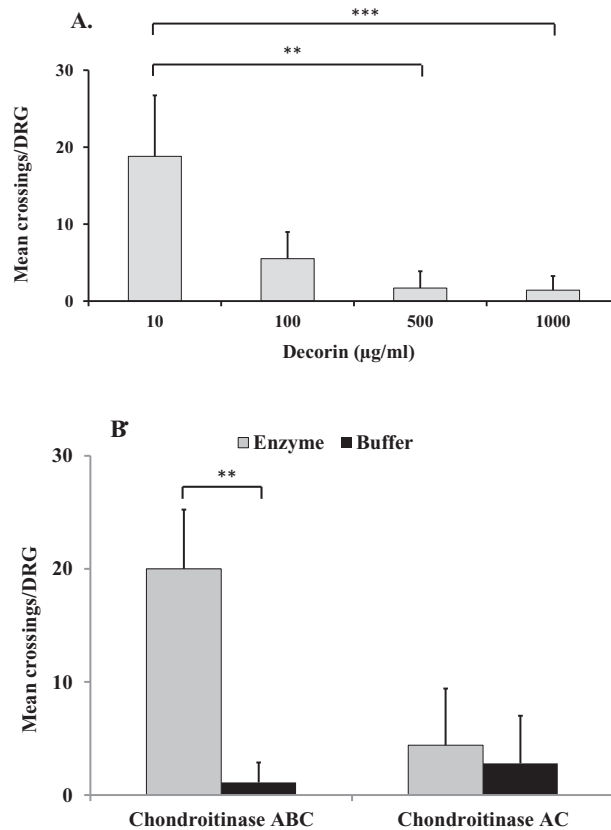 A.
***
**
30
20
10
0
Mean crossings/DRG
10 100 500 1000
Decorin (µg/ml)
B.
Enzyme Buffer
**
30
20
10
0
Mean crossings/DRG
Chondroitinase ABC Chondroitinase AC